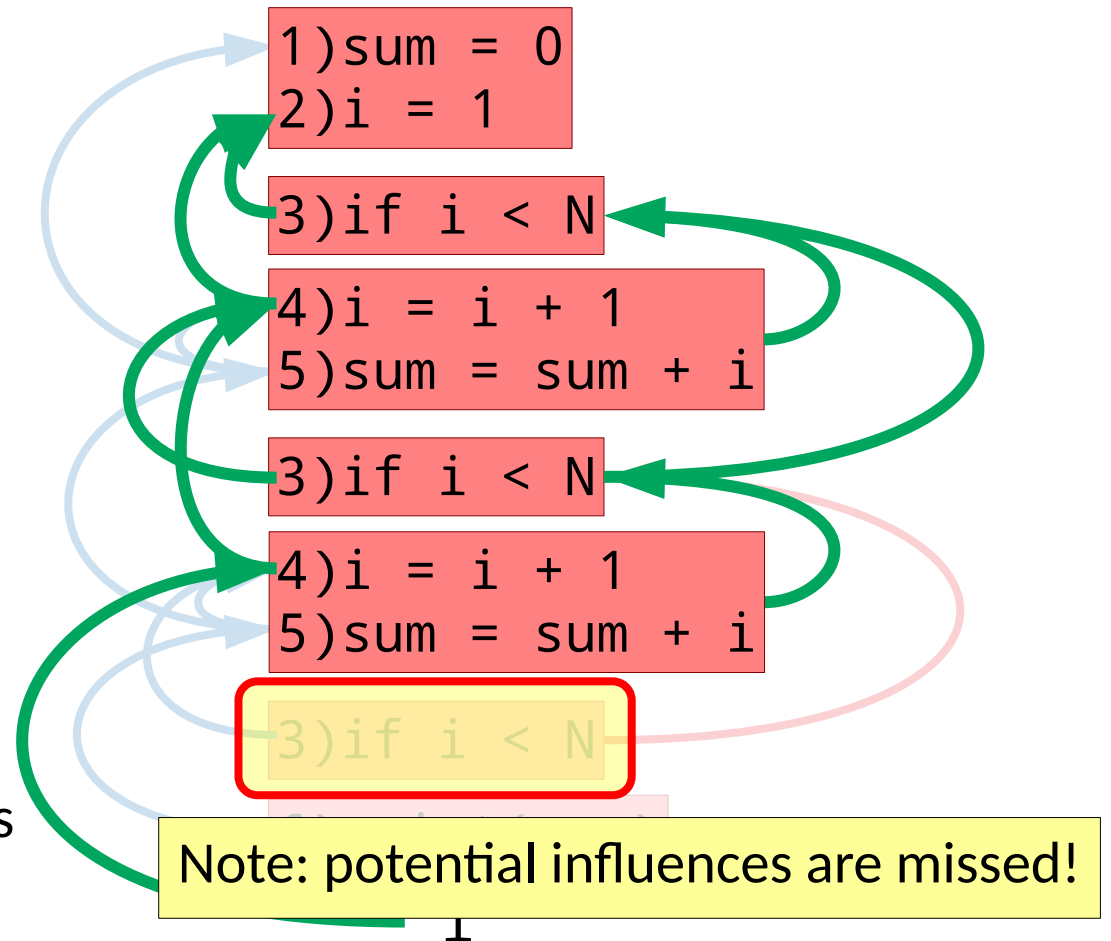 1)sum = 0
2)i = 1
3)if i < N
4)i = i + 1
5)sum = sum + i
3)if i < N
4)i = i + 1
5)sum = sum + i
3)if i < N
s
Note: potential influences are missed!
i